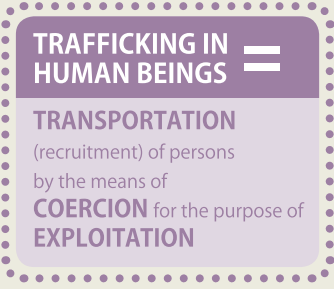 TRAFFICKING IN
HUMAN BEINGS =
TRANSPORTATION
(recruitment) of persons
by the means of
COERCION for the purpose of
EXPLOITATION